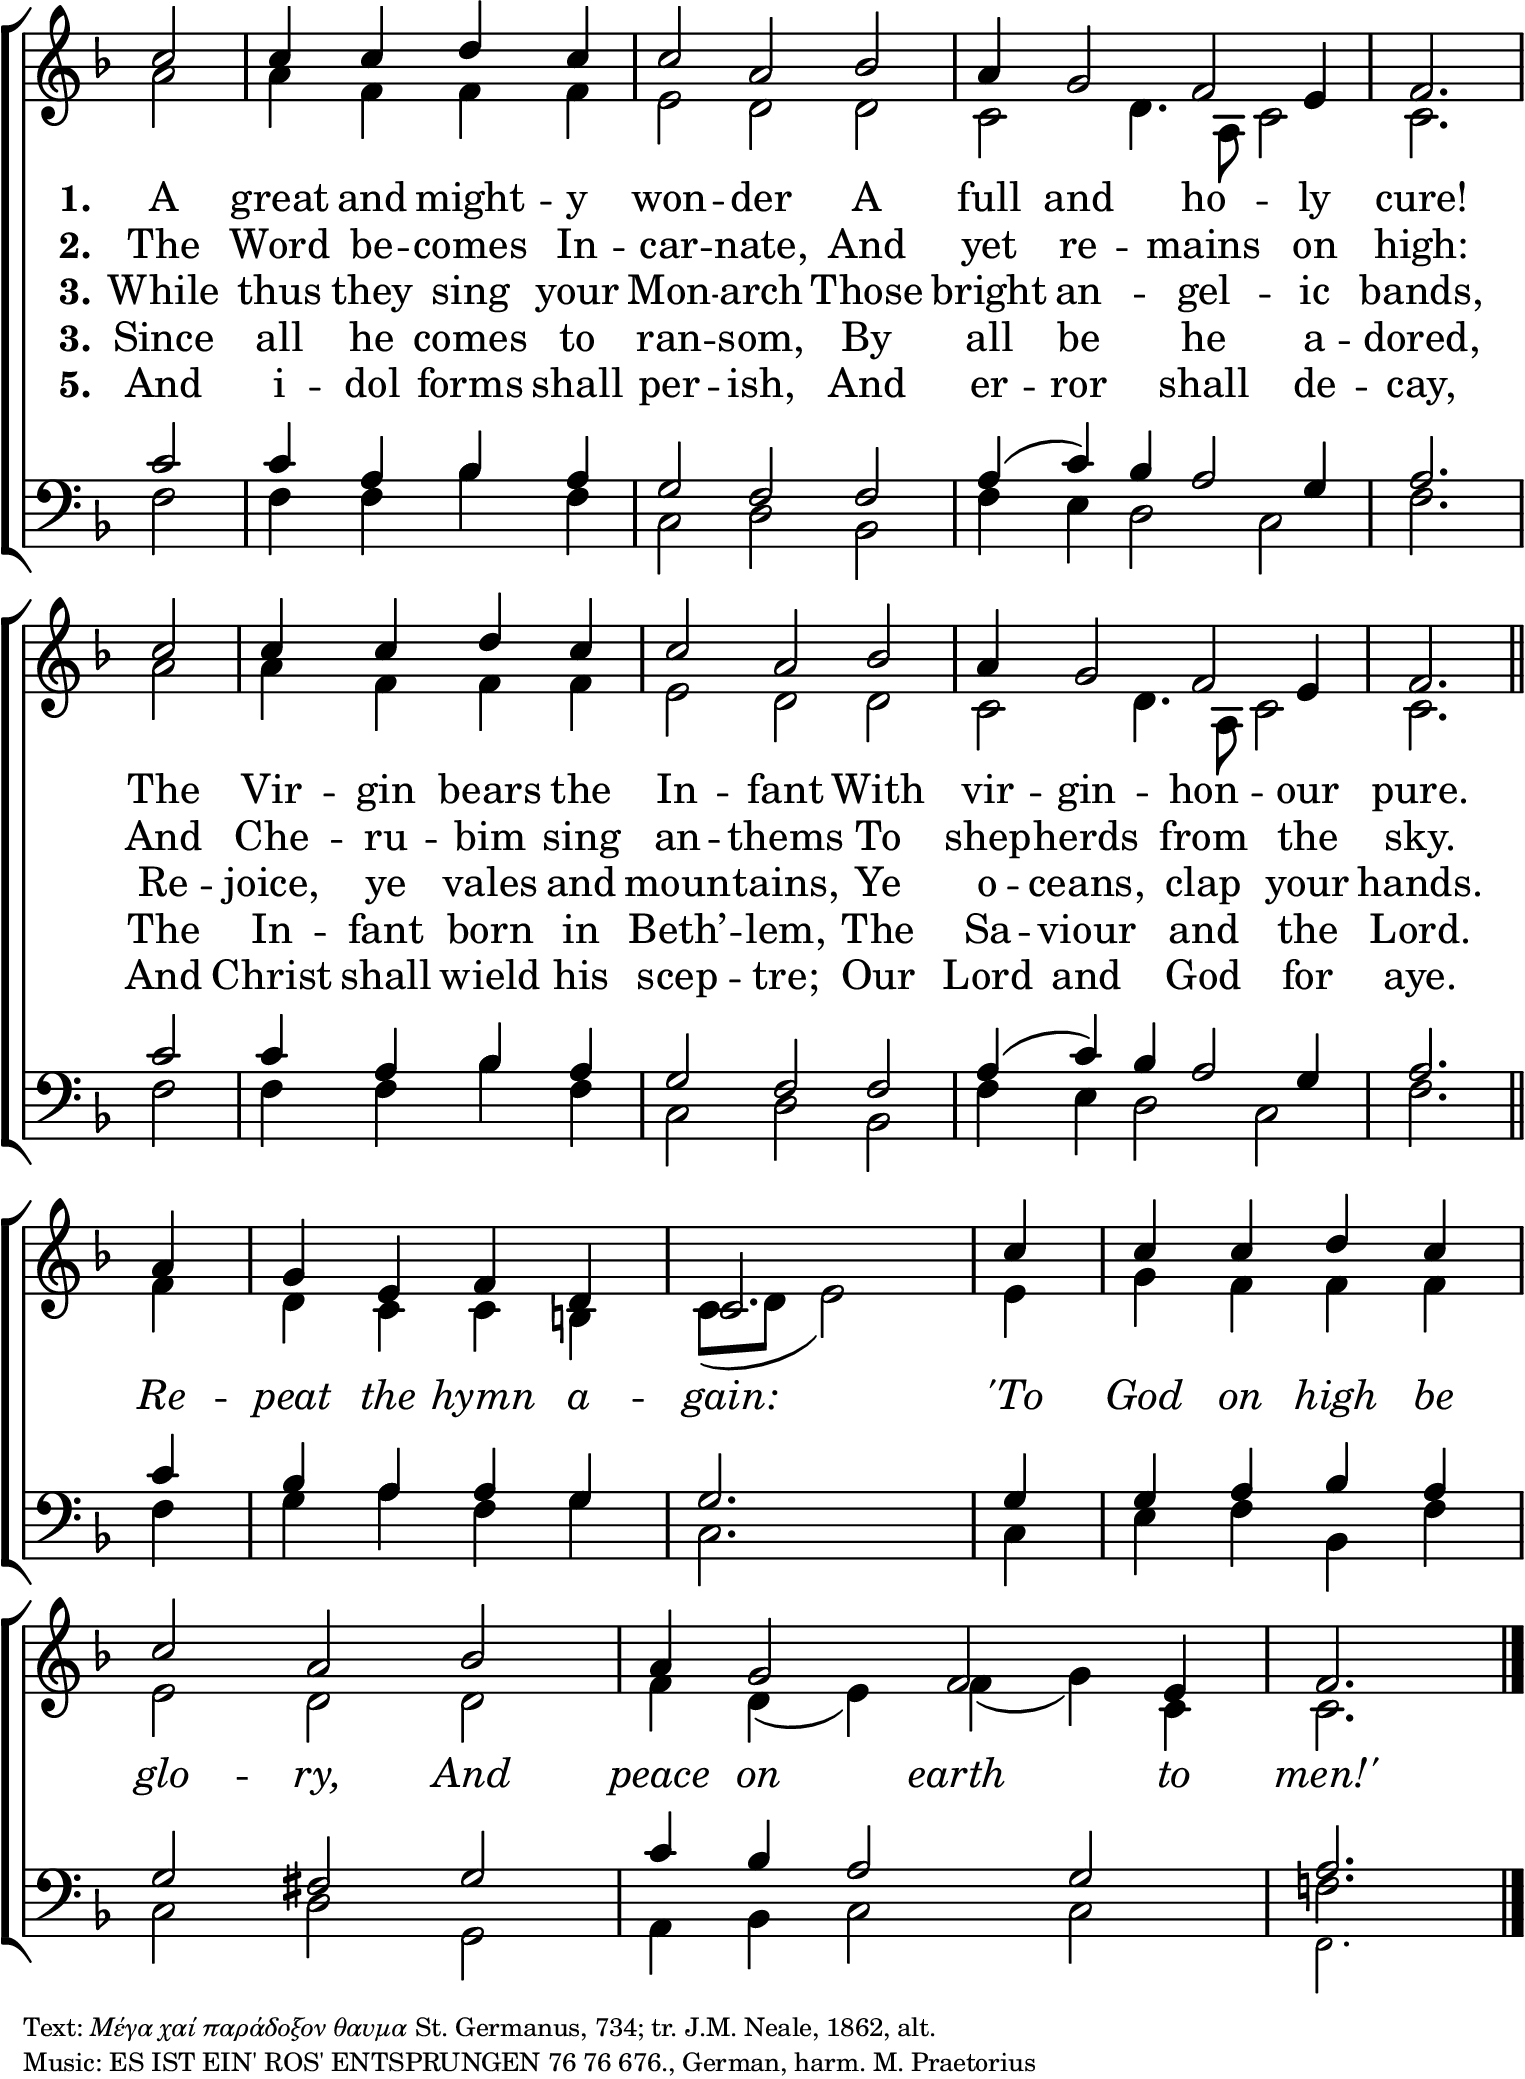 1. A great and might -- y won -- der A full and ho -- ly cure!
2. The Word be -- comes In -- car -- nate, And yet re -- mains on high:
3. While thus they sing your Mon -- arch Those bright an -- gel -- ic bands,
3. Since all he comes to ran -- som, By all be he a -- dored,
5. And i -- dol forms shall per -- ish, And er -- ror shall de -- cay,
The Vir -- gin bears the In -- fant With vir -- gin -- hon -- our pure.
And Che -- ru -- bim sing an -- thems To shepherds from the sky.
Re -- joice, ye vales and mountains, Ye o -- ceans, clap your hands.
The In -- fant born in Beth’ -- lem, The Sa -- viour and the Lord.
And Christ shall wield his scep -- tre; Our Lord and God for aye.
Re -- peat the hymn a -- gain: 'To God on high be
glo -- ry, And peace on earth to men!'
Text: Μέγα χαί παράδοξον θαυμα St. Germanus, 734; tr. J.M. Neale, 1862, alt.
Music: ES IST EIN' ROS' ENTSPRUNGEN 76 76 676., German, harm. M. Praetorius